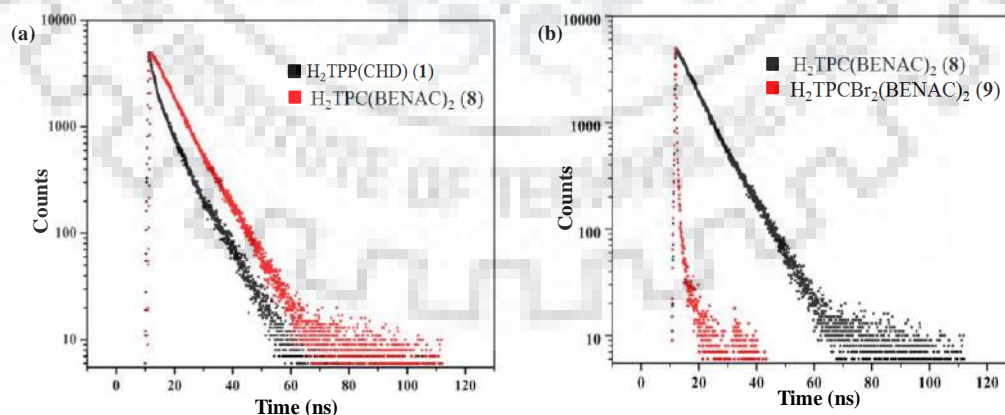 (a)
10000
1000
100
10
Counts
H₂TPP(CHD) (1)
H₂TPC(BENAC)₂ (8)
0 20 40 60 80 100 120
Time (ns)
(b)
10000
1000
100
10
Counts
H₂TPC(BENAC)₂ (8)
H₂TPCBr₂(BENAC)₂ (9)
0 20 40 60 80 100 120
Time (ns)